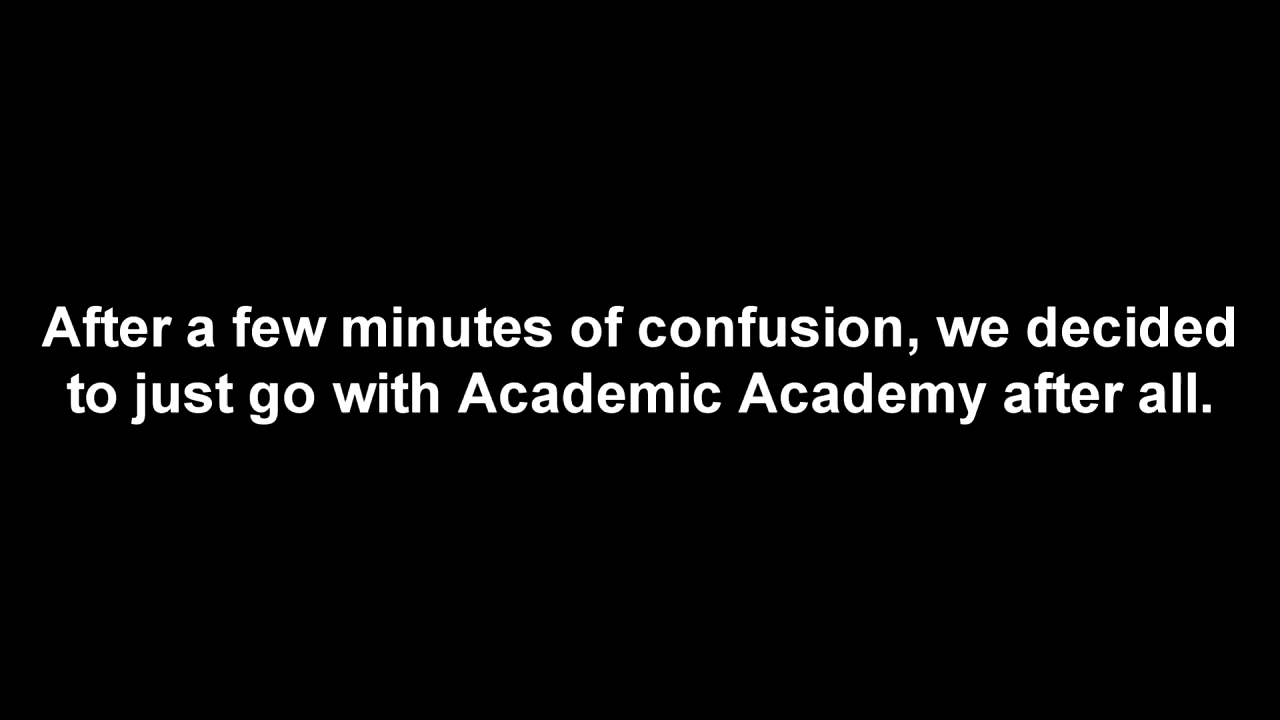 After a few minutes of confusion, we decided
to just go with Academic Academy after all.